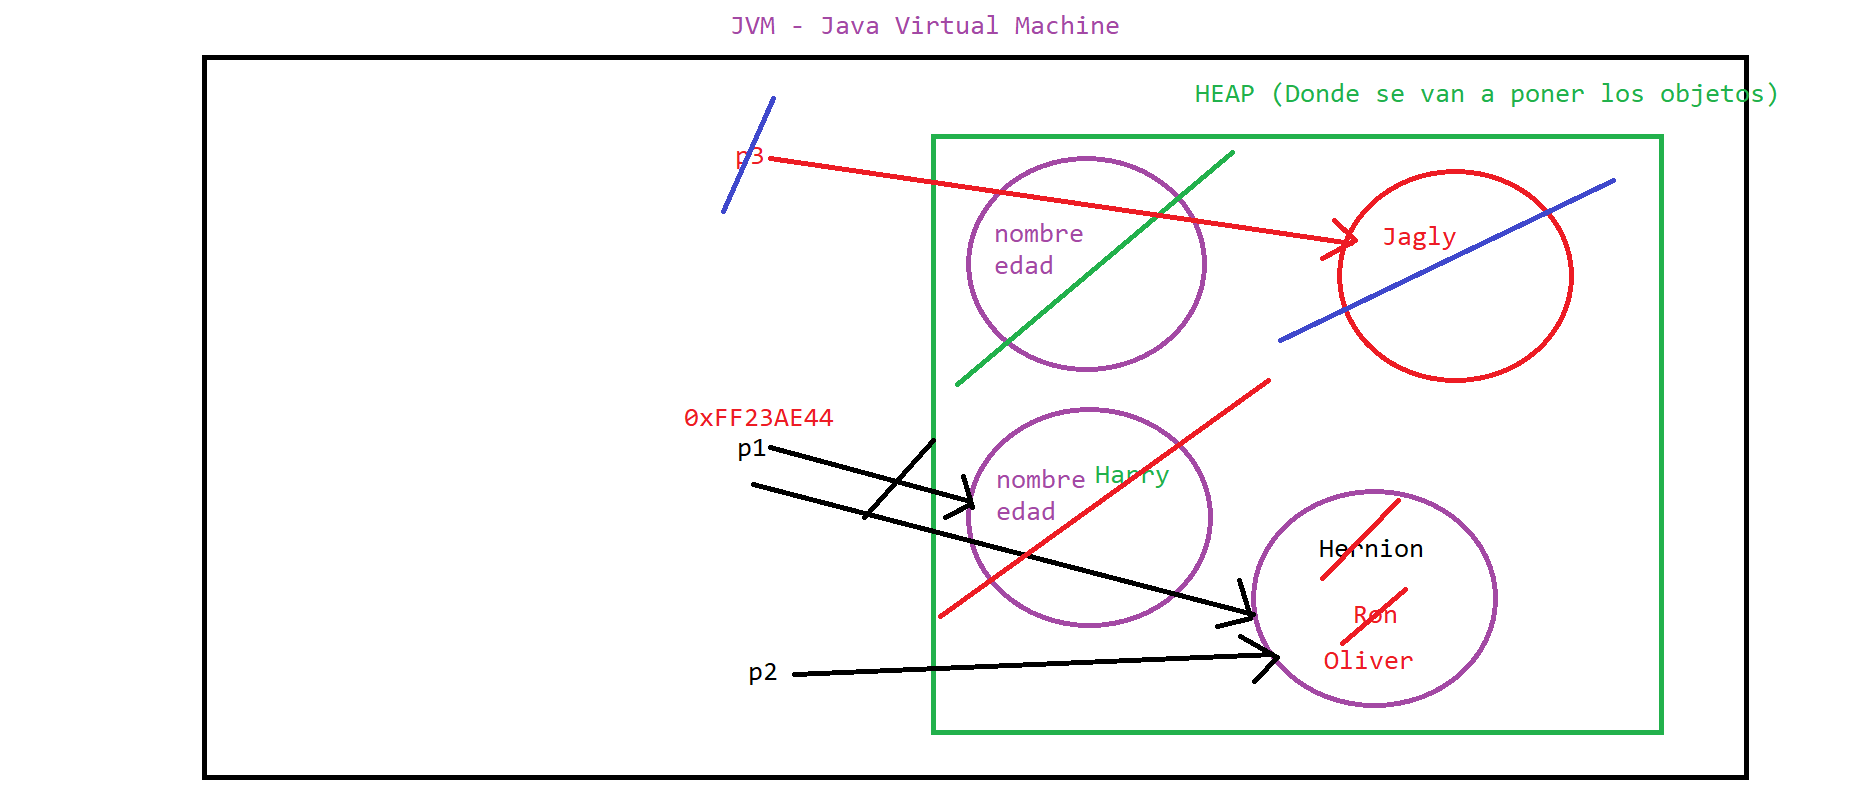 JVM - Java Virtual Machine
HEAP (Donde se van a poner los objetos)
p3
nombre
edad
Jagly
0xFF23AE44
p1
nombre Harry
edad
Hernion
Ron
Oliver
p2